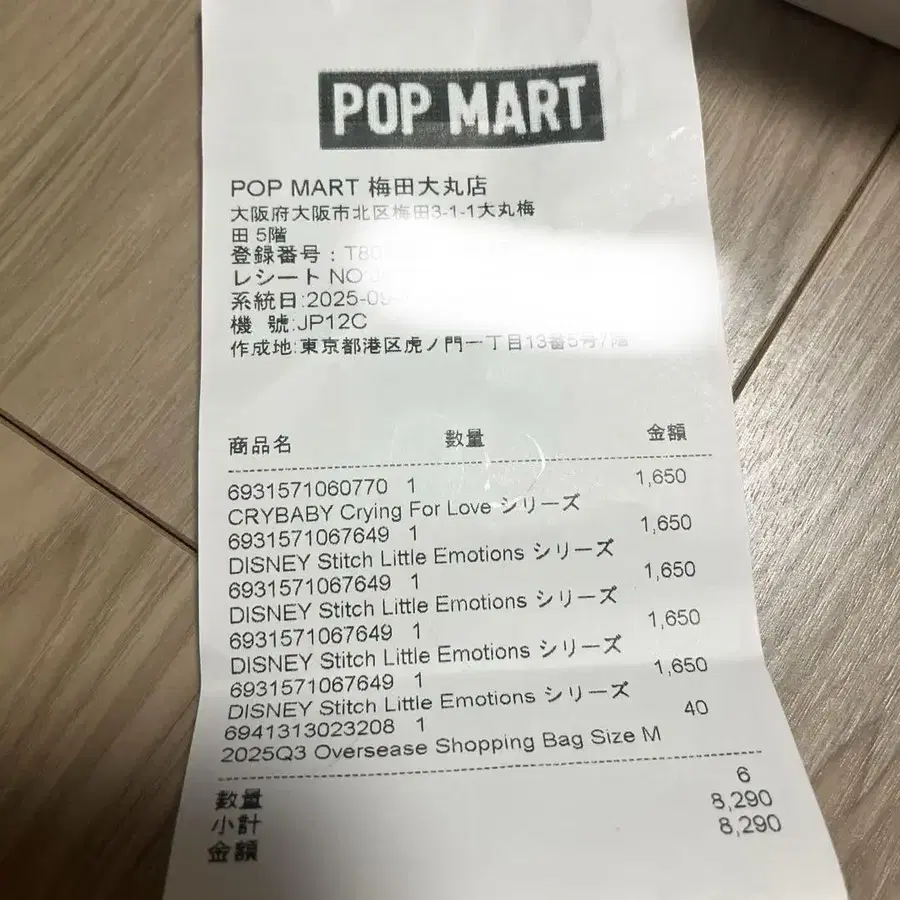 POP MART
POP MART 梅田大丸店
大阪府大阪市北区梅田3-1-1大丸梅
田 5階
登録番号：T80
レシート NO
系統日:2025-09
機 號:JP12C
作成地:東京都港区虎ノ門一丁目13番5号7階
商品名 数量 金額
6931571060770 1 1,650
CRYBABY Crying For Love シリーズ
6931571067649 1 1,650
DISNEY Stitch Little Emotions シリーズ
6931571067649 1 1,650
DISNEY Stitch Little Emotions シリーズ
6931571067649 1 1,650
DISNEY Stitch Little Emotions シリーズ
6931571067649 1 1,650
DISNEY Stitch Little Emotions シリーズ
6941313023208 1 40
2025Q3 Oversease Shopping Bag Size M
数量 6
小計 8,290
金額 8,290